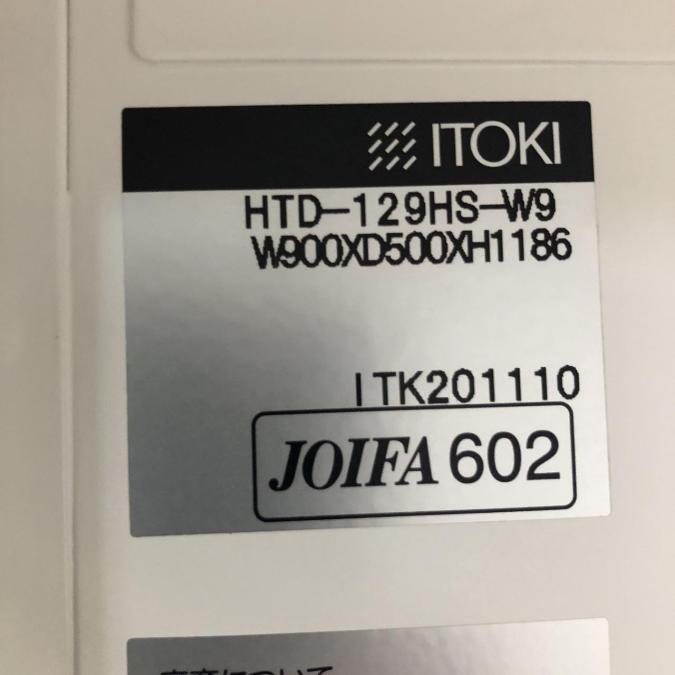 ITOKI
HTD-129HS-W9
W900XD500XH1186
ITK201110
JOIFA 602